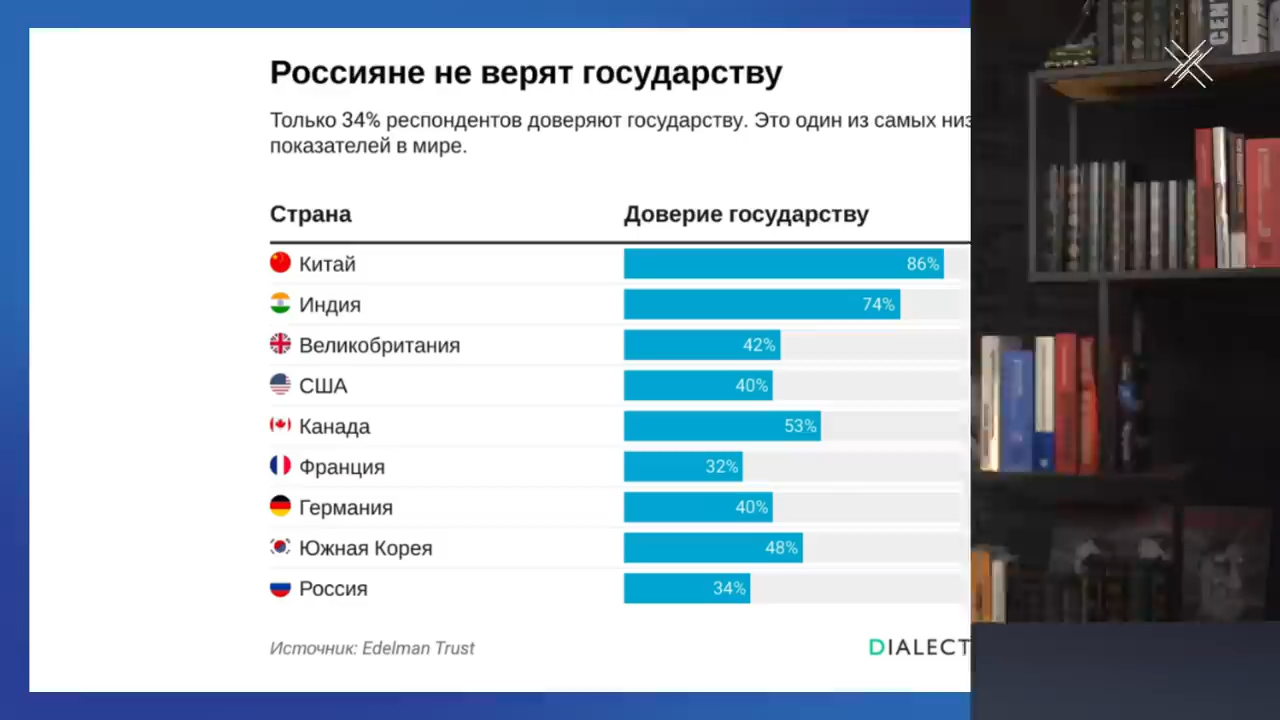 Россияне не верят государству
Только 34% респондентов доверяют государству. Это один из самых низ
показателей в мире.
Страна Доверие государству
Китай 86%
Индия 74%
Великобритания 42%
США 40%
Канада 53%
Франция 32%
Германия 40%
Южная Корея 48%
Россия 34%
Источник: Edelman Trust DIALECT